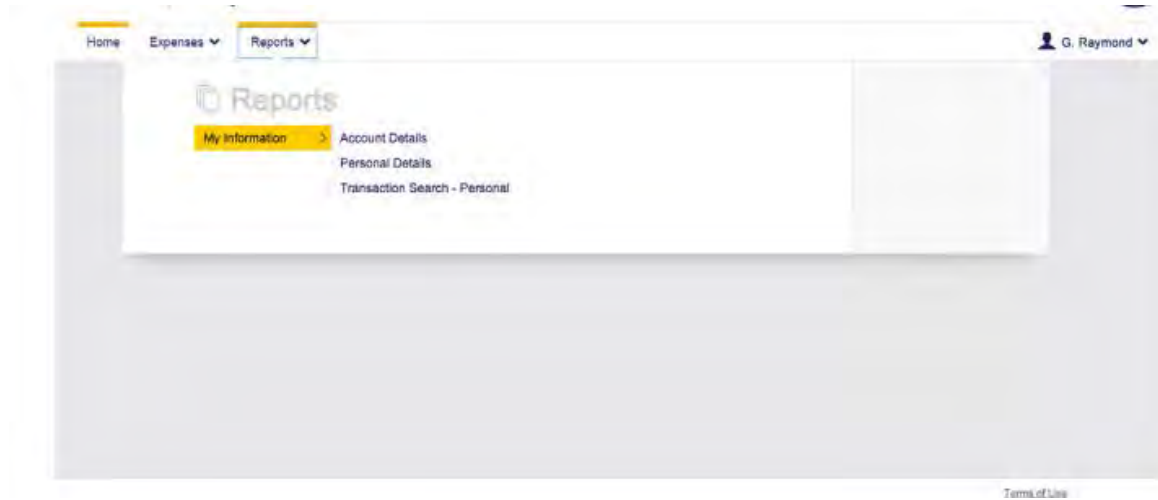 Home Expenses Reports G. Raymond
Reports
My Information Account Details
Personal Details
Transaction Search - Personal
Terms of Use